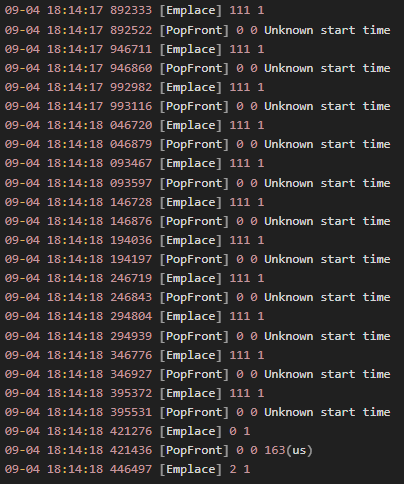 09-04 18:14:17 892333 [Emplace] 111 1
09-04 18:14:17 892522 [PopFront] 0 0 Unknown start time
09-04 18:14:17 946711 [Emplace] 111 1
09-04 18:14:17 946860 [PopFront] 0 0 Unknown start time
09-04 18:14:17 992982 [Emplace] 111 1
09-04 18:14:17 993116 [PopFront] 0 0 Unknown start time
09-04 18:14:18 046720 [Emplace] 111 1
09-04 18:14:18 046879 [PopFront] 0 0 Unknown start time
09-04 18:14:18 093467 [Emplace] 111 1
09-04 18:14:18 093597 [PopFront] 0 0 Unknown start time
09-04 18:14:18 146728 [Emplace] 111 1
09-04 18:14:18 146876 [PopFront] 0 0 Unknown start time
09-04 18:14:18 194036 [Emplace] 111 1
09-04 18:14:18 194197 [PopFront] 0 0 Unknown start time
09-04 18:14:18 246719 [Emplace] 111 1
09-04 18:14:18 246843 [PopFront] 0 0 Unknown start time
09-04 18:14:18 294804 [Emplace] 111 1
09-04 18:14:18 294939 [PopFront] 0 0 Unknown start time
09-04 18:14:18 346776 [Emplace] 111 1
09-04 18:14:18 346927 [PopFront] 0 0 Unknown start time
09-04 18:14:18 395372 [Emplace] 111 1
09-04 18:14:18 395531 [PopFront] 0 0 Unknown start time
09-04 18:14:18 421276 [Emplace] 0 1
09-04 18:14:18 421436 [PopFront] 0 0 163(us)
09-04 18:14:18 446497 [Emplace] 2 1